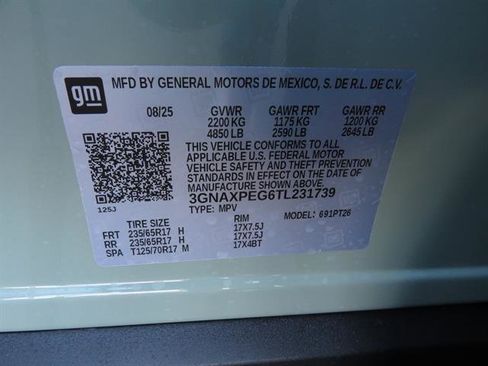 gm
MFD BY GENERAL MOTORS DE MEXICO, S. DE R.L. DE C.V.
08/25 GVWR GAWR FRT GAWR RR
2200 KG 1175 KG 1200 KG
4850 LB 2590 LB 2645 LB
THIS VEHICLE CONFORMS TO ALL
APPLICABLE U.S. FEDERAL MOTOR
VEHICLE SAFETY AND THEFT PREVENTION
STANDARDS IN EFFECT ON THE DATE OF
MANUFACTURE SHOWN ABOVE.
3GNAXPEG6TL231739
125J TYPE: MPV MODEL: 691PT26
TIRE SIZE RIM
FRT 235/65R17 H 17X7.5J
RR 235/65R17 H 17X7.5J
SPA T125/70R17 M 17X4BT